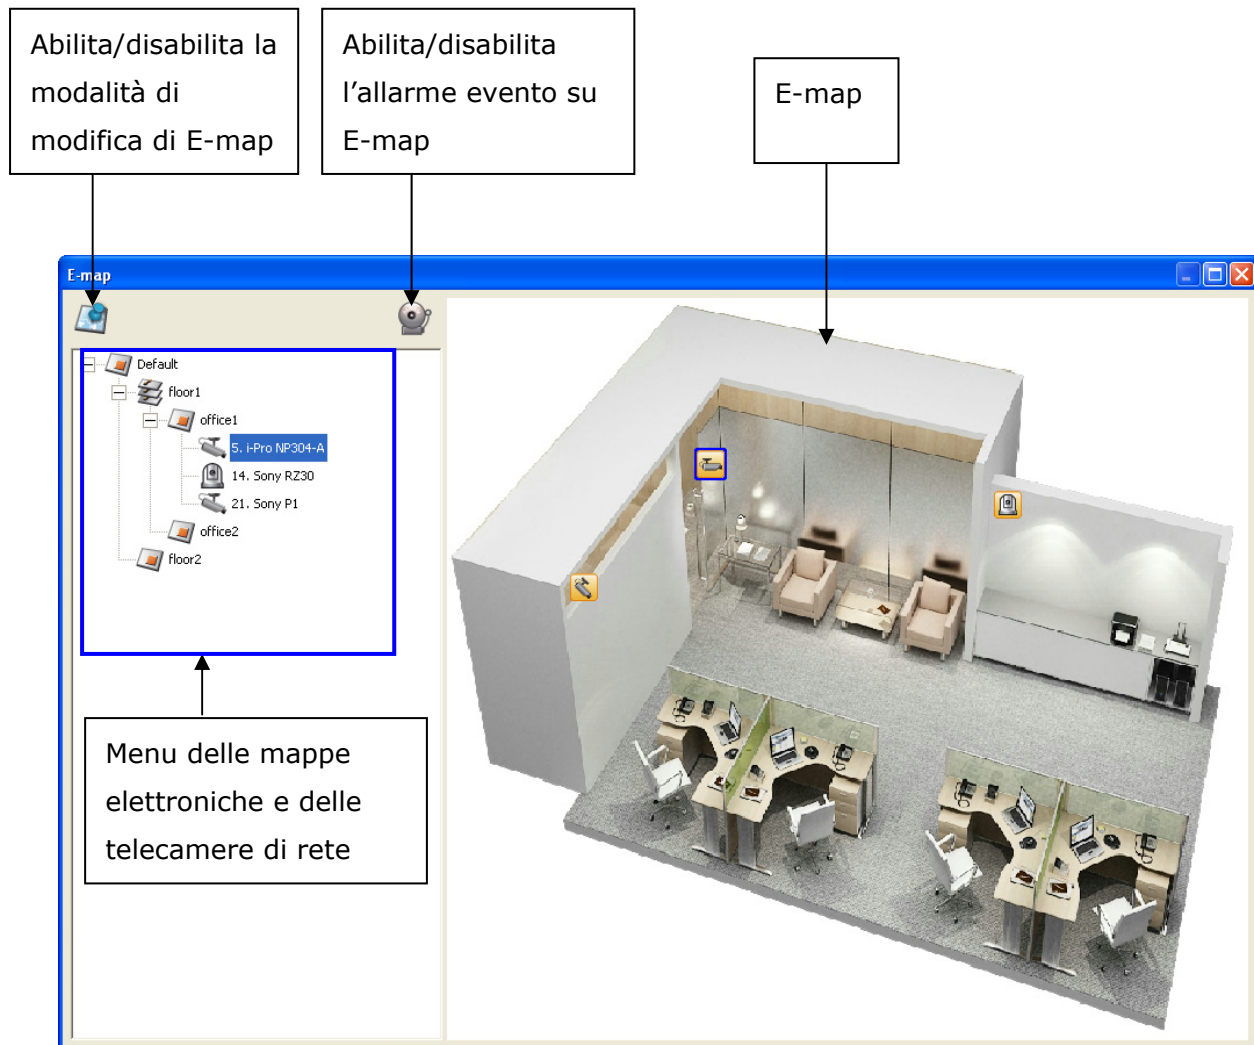 Abilita/disabilita la
modalità di
modifica di E-map
Abilita/disabilita
l’allarme evento su
E-map
E-map
E-map
Default
floor1
office1
5. i-Pro NP304-A
14. Sony RZ30
21. Sony P1
office2
floor2
Menu delle mappe
elettroniche e delle
telecamere di rete